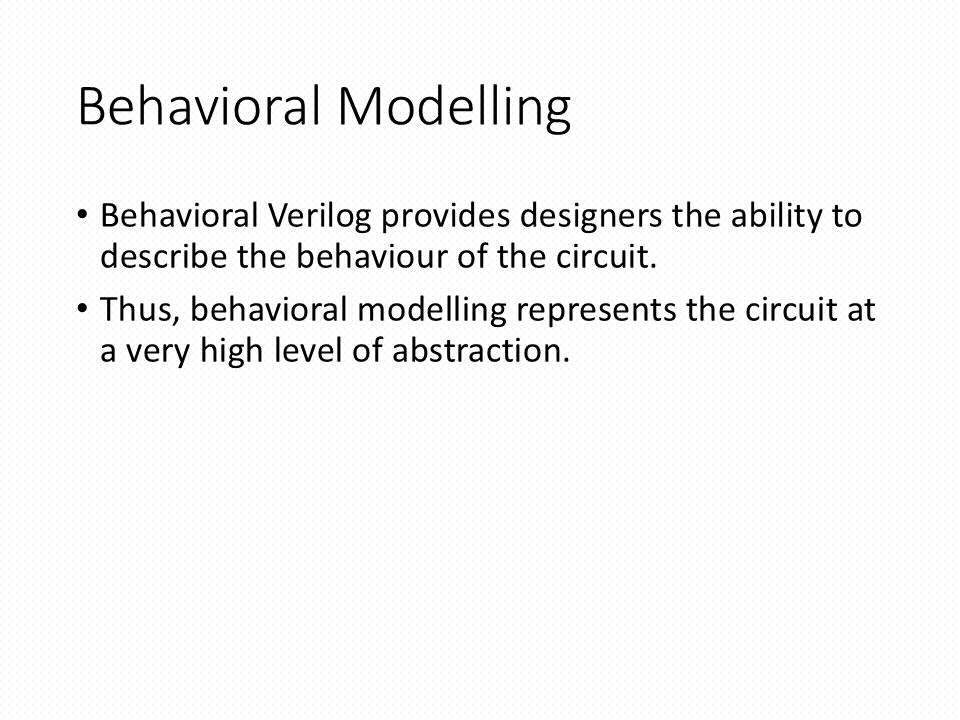 Behavioral Modelling
• Behavioral Verilog provides designers the ability to
describe the behaviour of the circuit.
• Thus, behavioral modelling represents the circuit at
a very high level of abstraction.